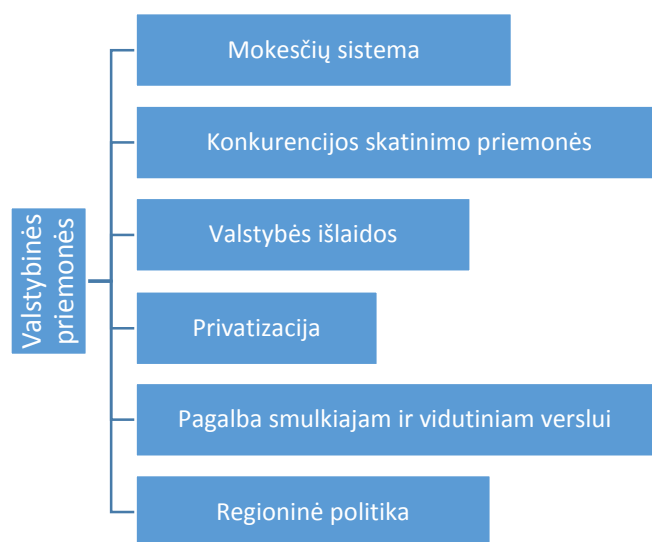 Valstybinės
priemonės
Mokesčių sistema
Konkurencijos skatinimo priemonės
Valstybės išlaidos
Privatizacija
Pagalba smulkiajam ir vidutiniam verslui
Regioninė politika